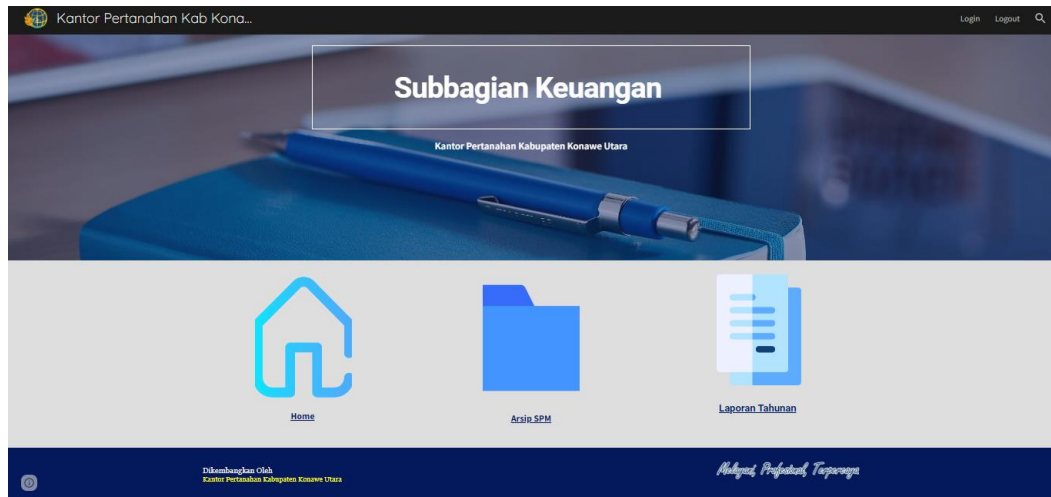 Kantor Pertanahan Kab Kona...
Login Logout
Subbagian Keuangan
Kantor Pertanahan Kabupaten Konawe Utara
Home
Arsip SPM
Laporan Tahunan
Dikembangkan Oleh
Kantor Pertanahan Kabupaten Konawe Utara
Melayani, Profesional, Terpercaya